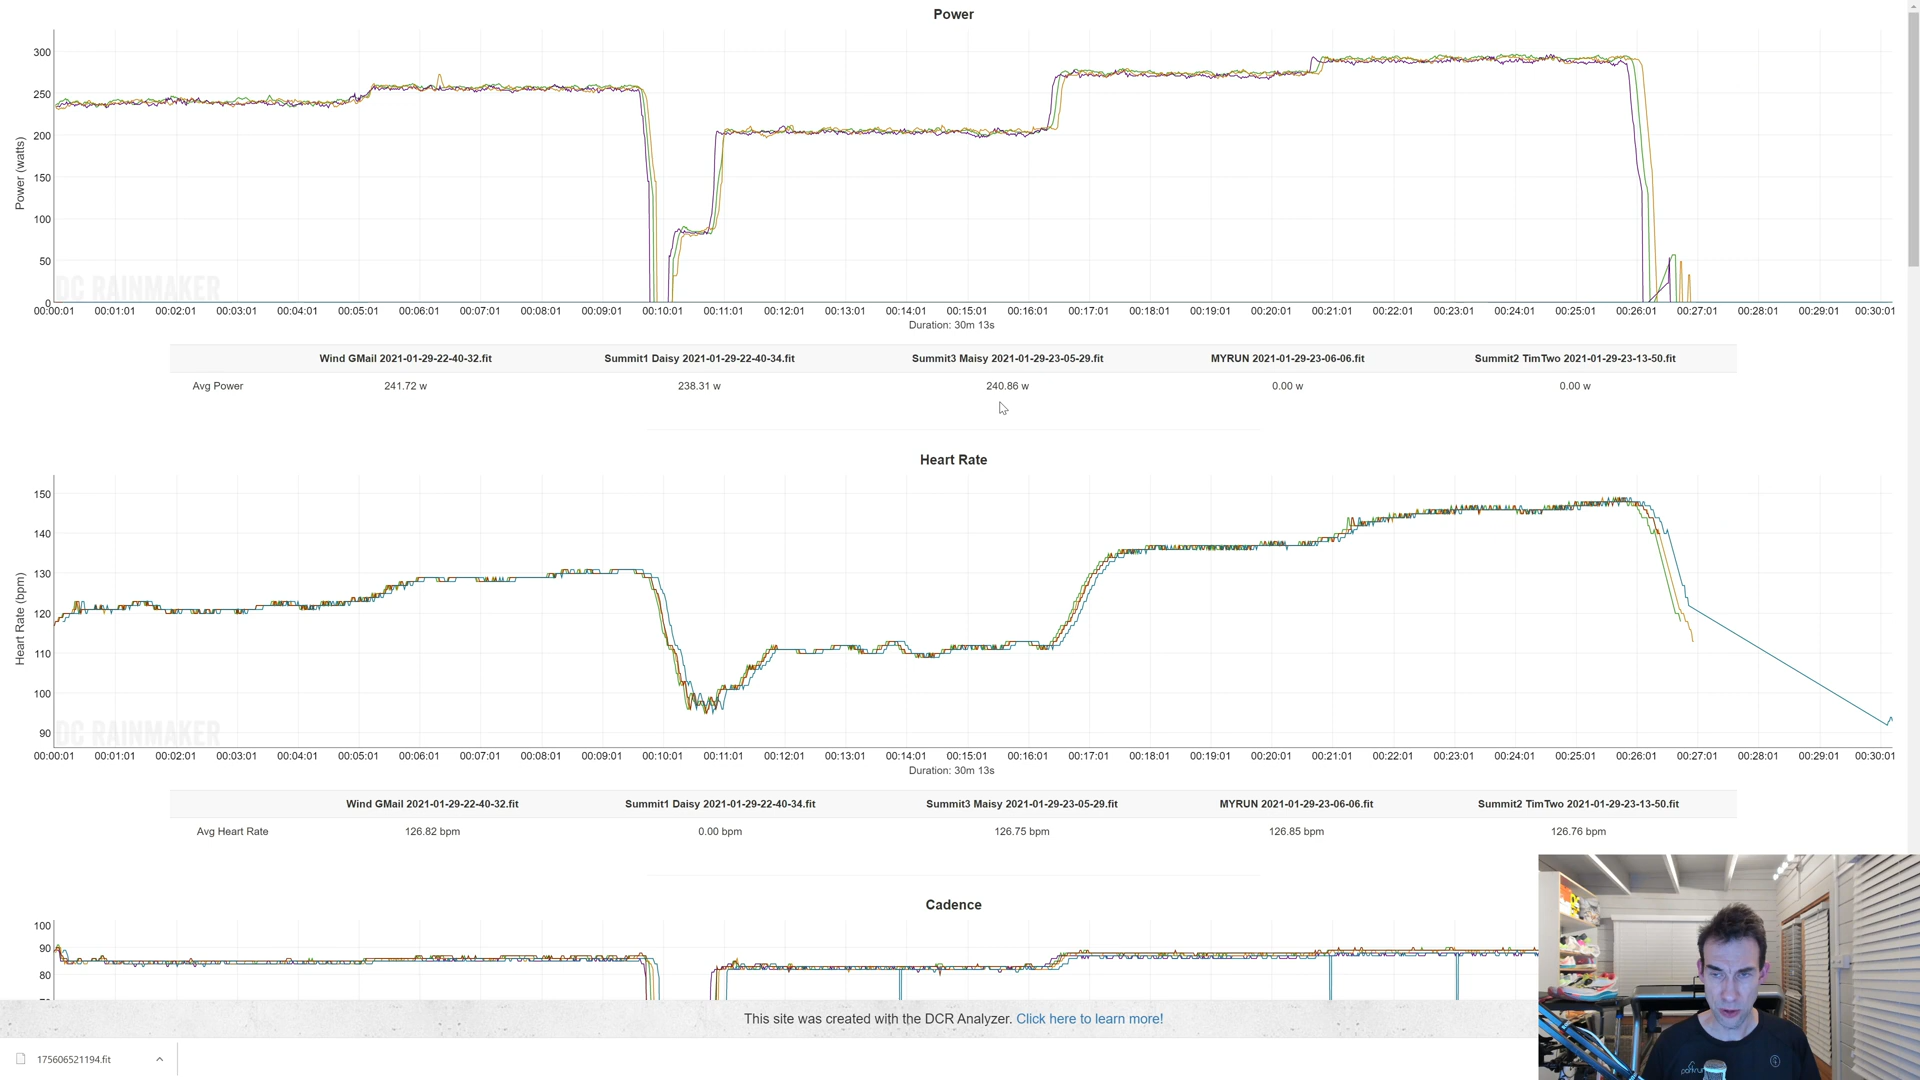 Power
300
250
200
150
100
50
0
Power (watts)
DC RAINMAKER
00:00:01 00:01:01 00:02:01 00:03:01 00:04:01 00:05:01 00:06:01 00:07:01 00:08:01 00:09:01 00:10:01 00:11:01 00:12:01 00:13:01 00:14:01 00:15:01 00:16:01 00:17:01 00:18:01 00:19:01 00:20:01 00:21:01 00:22:01 00:23:01 00:24:01 00:25:01 00:26:01 00:27:01 00:28:01 00:29:01 00:30:01
Duration: 30m 13s
Wind GMail 2021-01-29-22-40-32.fit Summit1 Daisy 2021-01-29-22-40-34.fit Summit3 Maisy 2021-01-29-23-05-29.fit MYRUN 2021-01-29-23-06-06.fit Summit2 TimTwo 2021-01-29-23-13-50.fit
Avg Power 241.72 w 238.31 w 240.86 w 0.00 w 0.00 w
Heart Rate
150
140
130
120
110
100
90
Heart Rate (bpm)
DC RAINMAKER
00:00:01 00:01:01 00:02:01 00:03:01 00:04:01 00:05:01 00:06:01 00:07:01 00:08:01 00:09:01 00:10:01 00:11:01 00:12:01 00:13:01 00:14:01 00:15:01 00:16:01 00:17:01 00:18:01 00:19:01 00:20:01 00:21:01 00:22:01 00:23:01 00:24:01 00:25:01 00:26:01 00:27:01 00:28:01 00:29:01 00:30:01
Duration: 30m 13s
Wind GMail 2021-01-29-22-40-32.fit Summit1 Daisy 2021-01-29-22-40-34.fit Summit3 Maisy 2021-01-29-23-05-29.fit MYRUN 2021-01-29-23-06-06.fit Summit2 TimTwo 2021-01-29-23-13-50.fit
Avg Heart Rate 126.82 bpm 0.00 bpm 126.75 bpm 126.85 bpm 126.76 bpm
Cadence
100
90
80
This site was created with the DCR Analyzer. Click here to learn more!
175606521194.fit